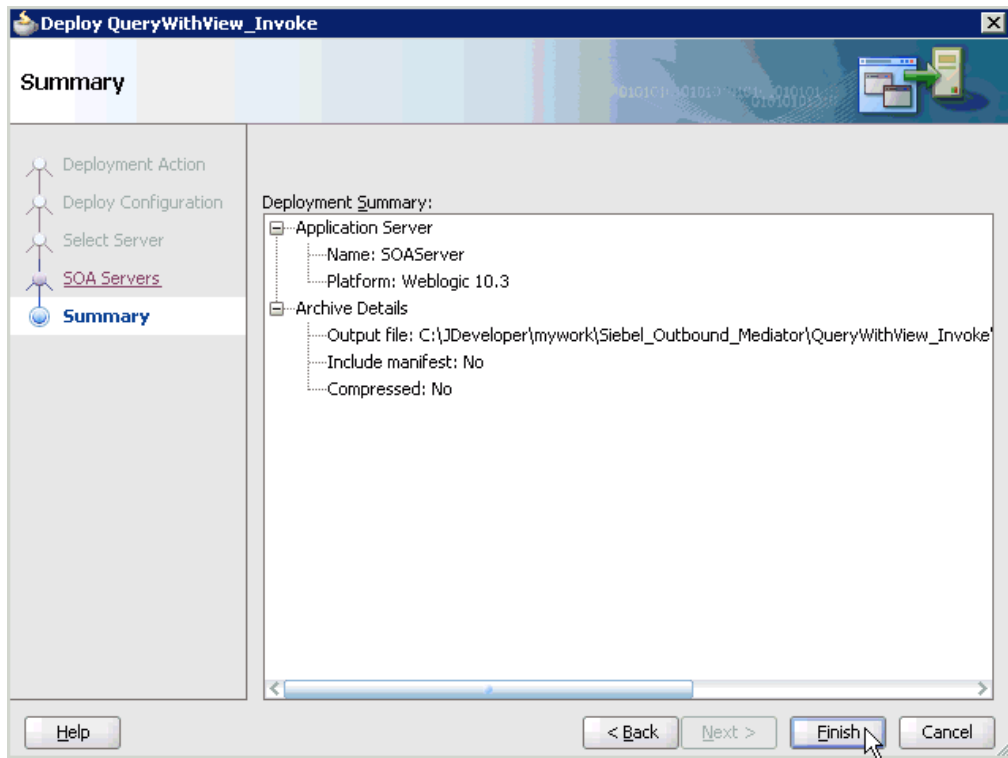 Deploy QueryWithView_Invoke
Summary
Deployment Action
Deploy Configuration
Select Server
SOA Servers
Summary
Deployment Summary:
Application Server
Name: SOAServer
Platform: Weblogic 10.3
Archive Details
Output file: C:\JDeveloper\mywork\Siebel_Outbound_Mediator\QueryWithView_Invoke
Include manifest: No
Compressed: No
Help
< Back
Next >
Finish
Cancel